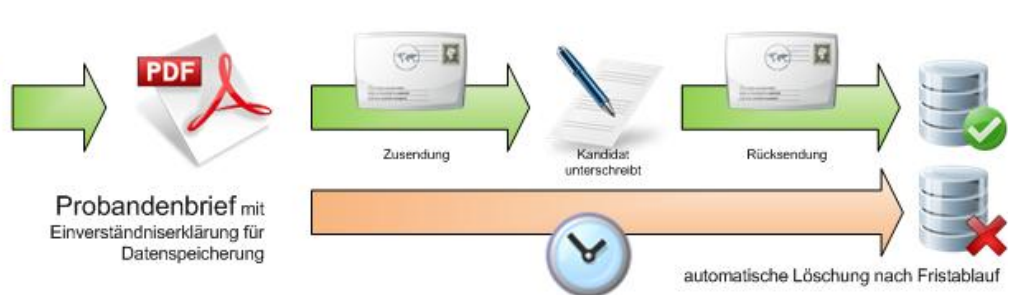 PDF
Zusendung
Kandidat
unterschreibt
Rücksendung
Probandenbrief mit
Einverständniserklärung für
Datenspeicherung
automatische Löschung nach Fristablauf